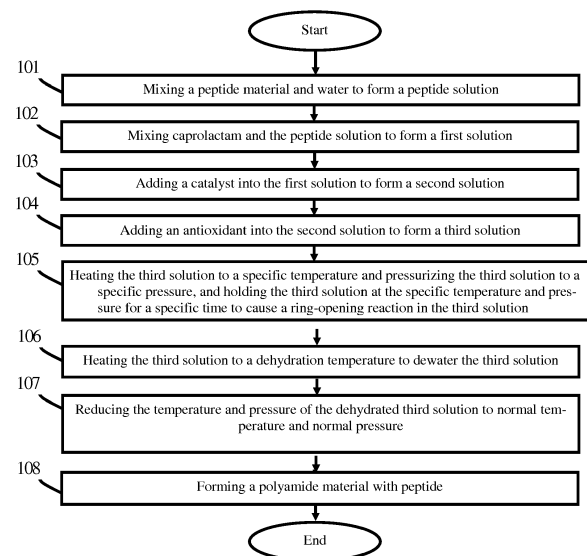 Start
101
Mixing a peptide material and water to form a peptide solution
102
Mixing caprolactam and the peptide solution to form a first solution
103
Adding a catalyst into the first solution to form a second solution
104
Adding an antioxidant into the second solution to form a third solution
105
Heating the third solution to a specific temperature and pressurizing the third solution to a
specific pressure, and holding the third solution at the specific temperature and pres-
sure for a specific time to cause a ring-opening reaction in the third solution
106
Heating the third solution to a dehydration temperature to dewater the third solution
107
Reducing the temperature and pressure of the dehydrated third solution to normal tem-
perature and normal pressure
108
Forming a polyamide material with peptide
End